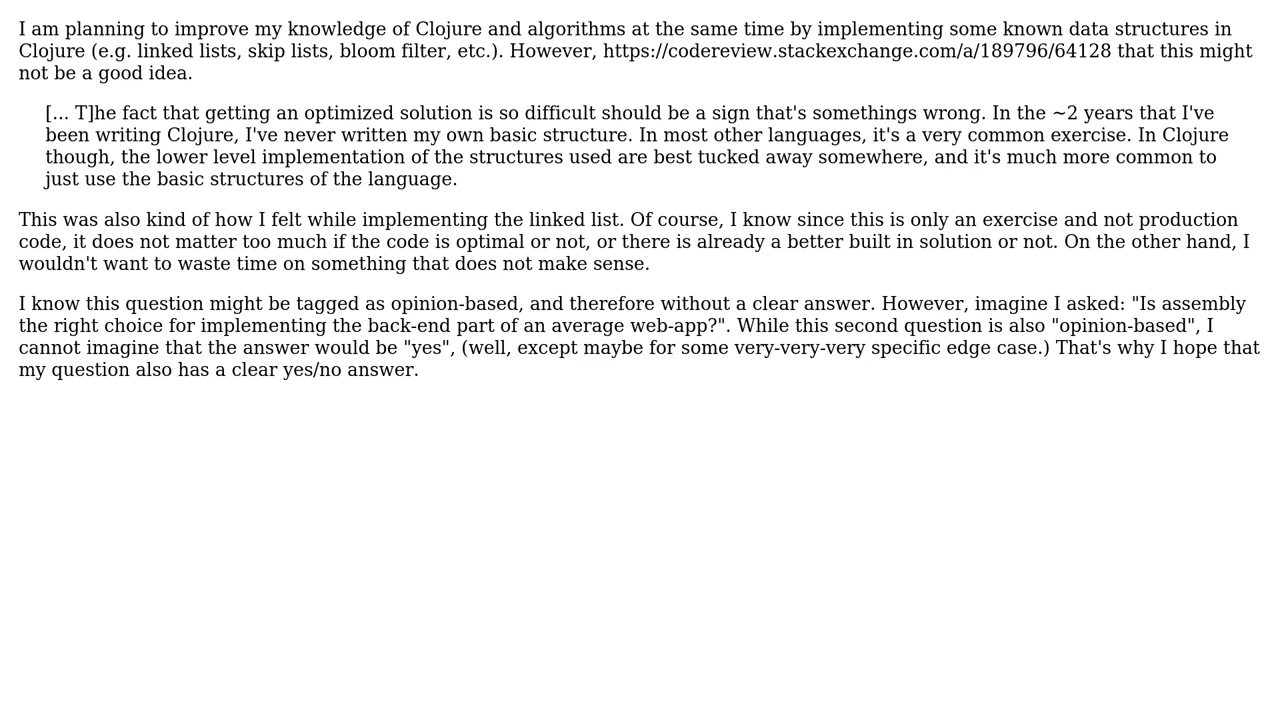 I am planning to improve my knowledge of Clojure and algorithms at the same time by implementing some known data structures in
Clojure (e.g. linked lists, skip lists, bloom filter, etc.). However, https://codereview.stackexchange.com/a/189796/64128 that this might
not be a good idea.
[... T]he fact that getting an optimized solution is so difficult should be a sign that's somethings wrong. In the ~2 years that I've
been writing Clojure, I've never written my own basic structure. In most other languages, it's a very common exercise. In Clojure
though, the lower level implementation of the structures used are best tucked away somewhere, and it's much more common to
just use the basic structures of the language.
This was also kind of how I felt while implementing the linked list. Of course, I know since this is only an exercise and not production
code, it does not matter too much if the code is optimal or not, or there is already a better built in solution or not. On the other hand, I
wouldn't want to waste time on something that does not make sense.
I know this question might be tagged as opinion-based, and therefore without a clear answer. However, imagine I asked: "Is assembly
the right choice for implementing the back-end part of an average web-app?". While this second question is also "opinion-based", I
cannot imagine that the answer would be "yes", (well, except maybe for some very-very-very specific edge case.) That's why I hope that
my question also has a clear yes/no answer.